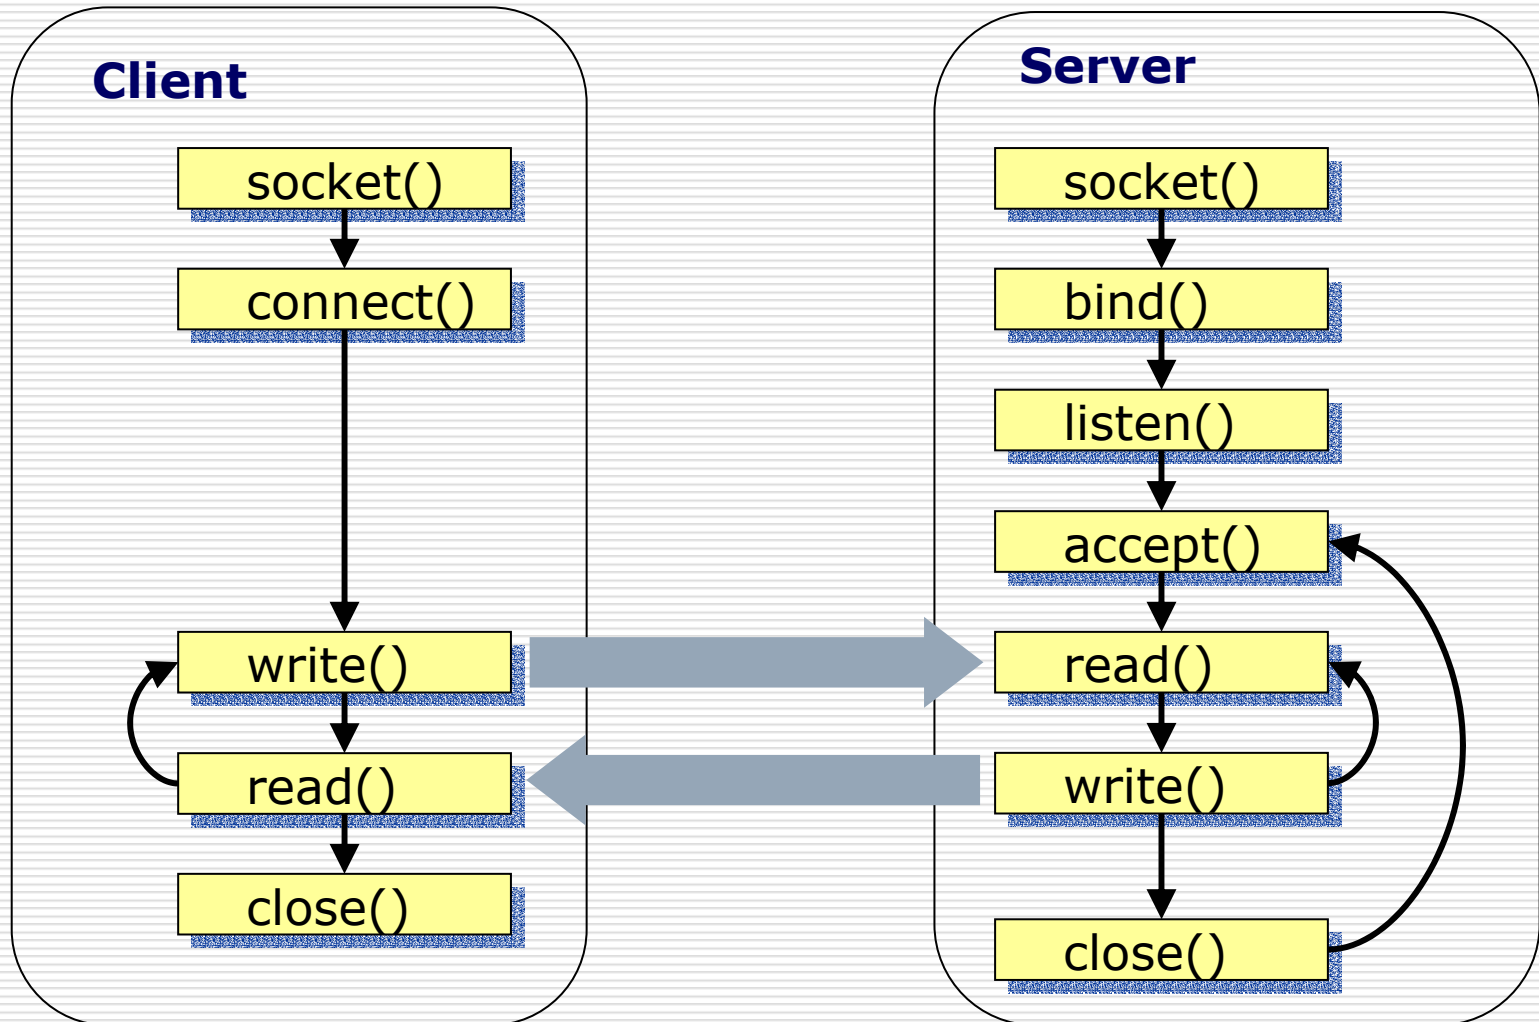 Client
socket()
connect()
write()
read()
close()
Server
socket()
bind()
listen()
accept()
read()
write()
close()